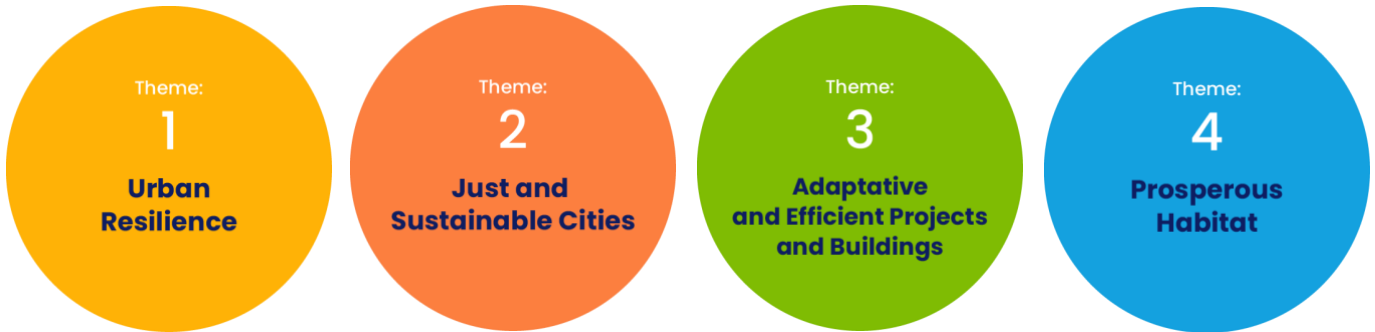 Theme:
1
Urban
Resilience
Theme:
2
Just and
Sustainable Cities
Theme:
3
Adaptative
and Efficient Projects
and Buildings
Theme:
4
Prosperous
Habitat